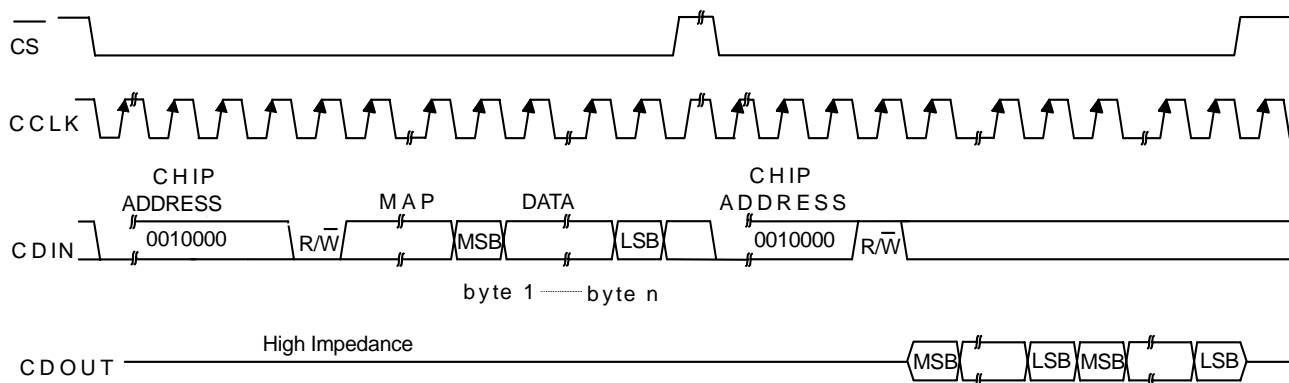 CS
CCLK
CHIP ADDRESS
MAP
DATA
CHIP ADDRESS
CDIN
0010000
R/W
MSB
LSB
0010000
R/W
byte 1
byte n
High Impedance
CDOUT
MSB
LSB
MSB
LSB